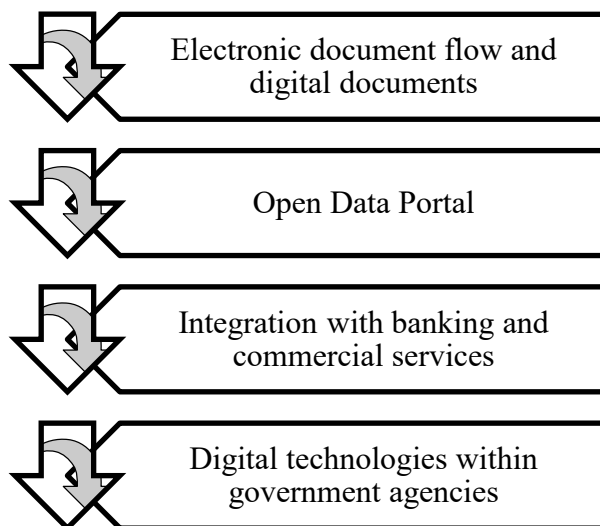 Electronic document flow and
digital documents
Open Data Portal
Integration with banking and
commercial services
Digital technologies within
government agencies